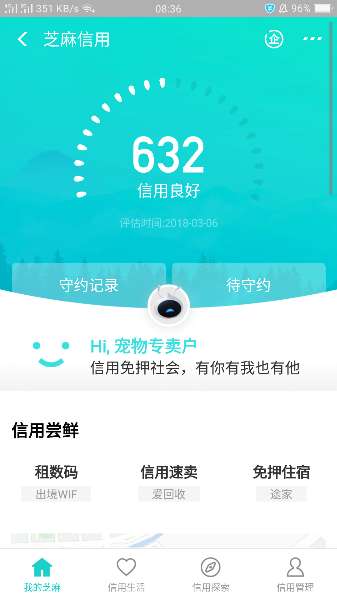 351 KB/s
08:36
96%
芝麻信用
企
632
信用良好
评估时间:2018-03-06
守约记录
待守约
Hi, 宠物专卖户
信用免押社会，有你有我也有他
信用尝鲜
租数码 信用速卖 免押住宿
出境WIF 爱回收 途家
我的芝麻 信用生活 信用探索 信用管理